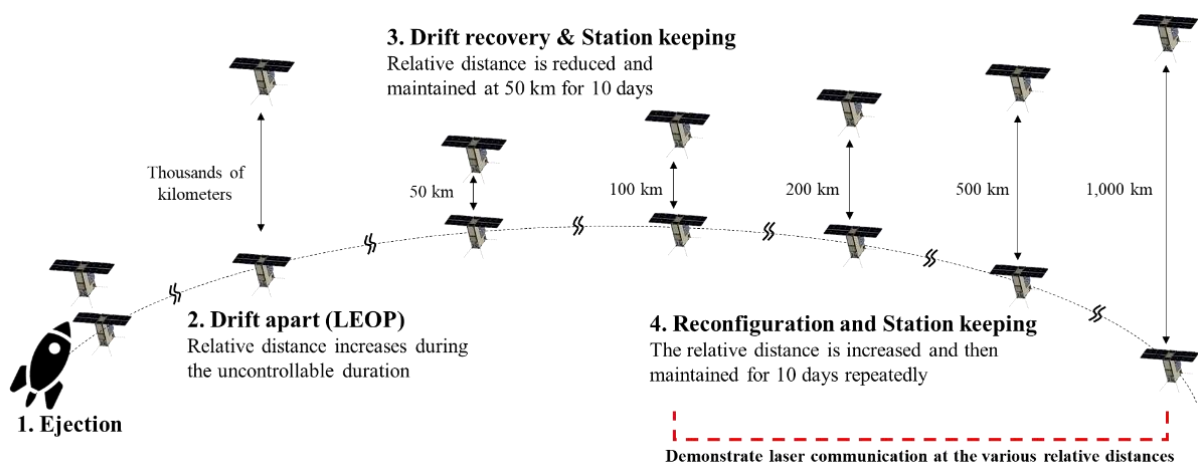 3. Drift recovery & Station keeping
Relative distance is reduced and
maintained at 50 km for 10 days
Thousands of
kilometers
50 km
100 km
200 km
500 km
1,000 km
2. Drift apart (LEOP)
Relative distance increases during
the uncontrollable duration
4. Reconfiguration and Station keeping
The relative distance is increased and then
maintained for 10 days repeatedly
1. Ejection
Demonstrate laser communication at the various relative distances